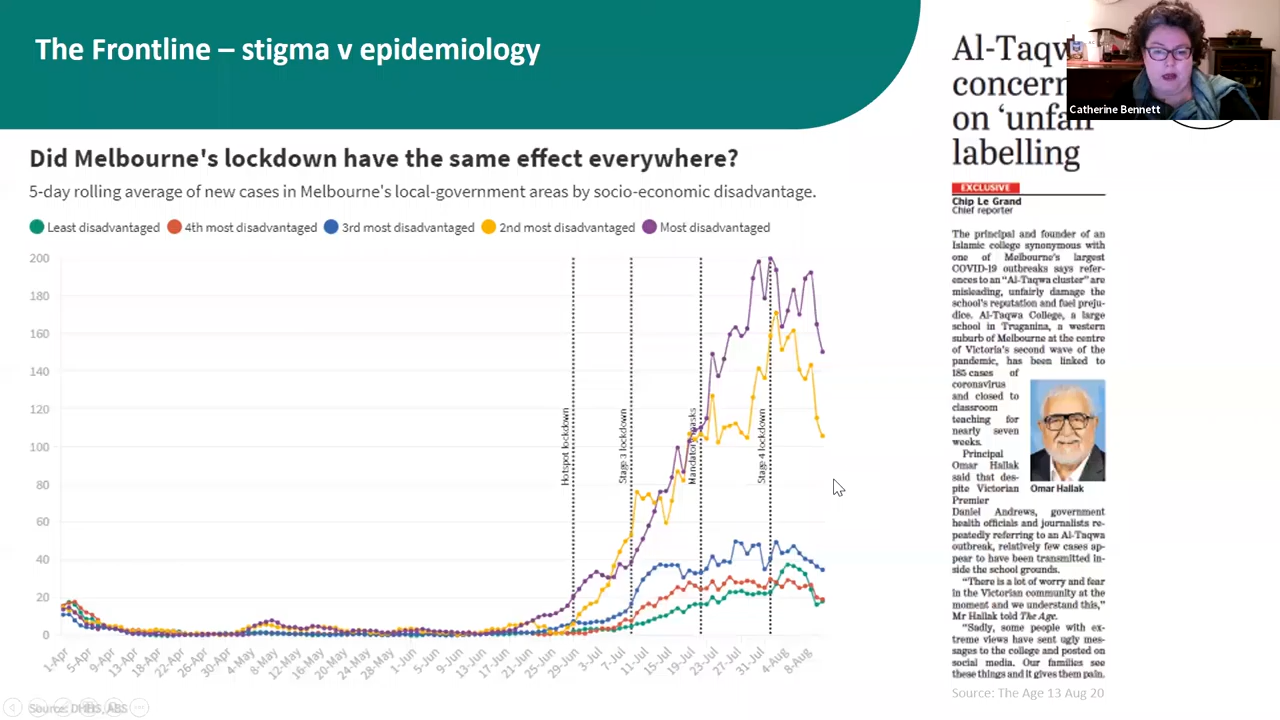 The Frontline – stigma v epidemiology
Catherine Bennett
Did Melbourne's lockdown have the same effect everywhere?
5-day rolling average of new cases in Melbourne's local-government areas by socio-economic disadvantage.
Least disadvantaged
4th most disadvantaged
3rd most disadvantaged
2nd most disadvantaged
Most disadvantaged
200
180
160
140
120
100
80
60
40
20
0
Hotspot lockdown
Stage 3 lockdown
Mandatory masks
Stage 4 lockdown
1-Apr
5-Apr
9-Apr
13-Apr
18-Apr
22-Apr
26-Apr
30-Apr
4-May
8-May
12-May
16-May
20-May
24-May
28-May
1-Jun
5-Jun
9-Jun
13-Jun
17-Jun
21-Jun
25-Jun
29-Jun
3-Jul
7-Jul
11-Jul
15-Jul
19-Jul
23-Jul
27-Jul
31-Jul
4-Aug
8-Aug
Source: DHHS, ABS
Al-Taqw
concern
on ‘unfair
labelling
EXCLUSIVE
Chip Le Grand
Chief reporter
The principal and founder of an
Islamic college synonymous with
one of Melbourne's largest
COVID-19 outbreaks says refer-
ences to an “Al-Taqwa cluster” are
misleading, unfairly damage the
school's reputation and fuel preju-
dice. Al-Taqwa College, a large
school in Truganina, a western
suburb of Melbourne at the centre
of Victoria's second wave of the
pandemic, has been linked to
185 cases of
coronavirus
and closed to
classroom
teaching for
nearly seven
weeks.
Principal
Omar Hallak
said that des-
pite Victorian
Premier
Omar Hallak
Daniel Andrews, government
health officials and journalists re-
peatedly referring to an Al-Taqwa
outbreak, relatively few cases ap-
pear to have been transmitted in-
side the school grounds.
“There is a lot of worry and fear
in the Victorian community at the
moment and we understand this,”
Mr Hallak told The Age.
“Sadly, some people with ex-
treme views have sent ugly mes-
sages to the college and posted on
social media. Our families see
these things and it gives them pain.
Source: The Age 13 Aug 20